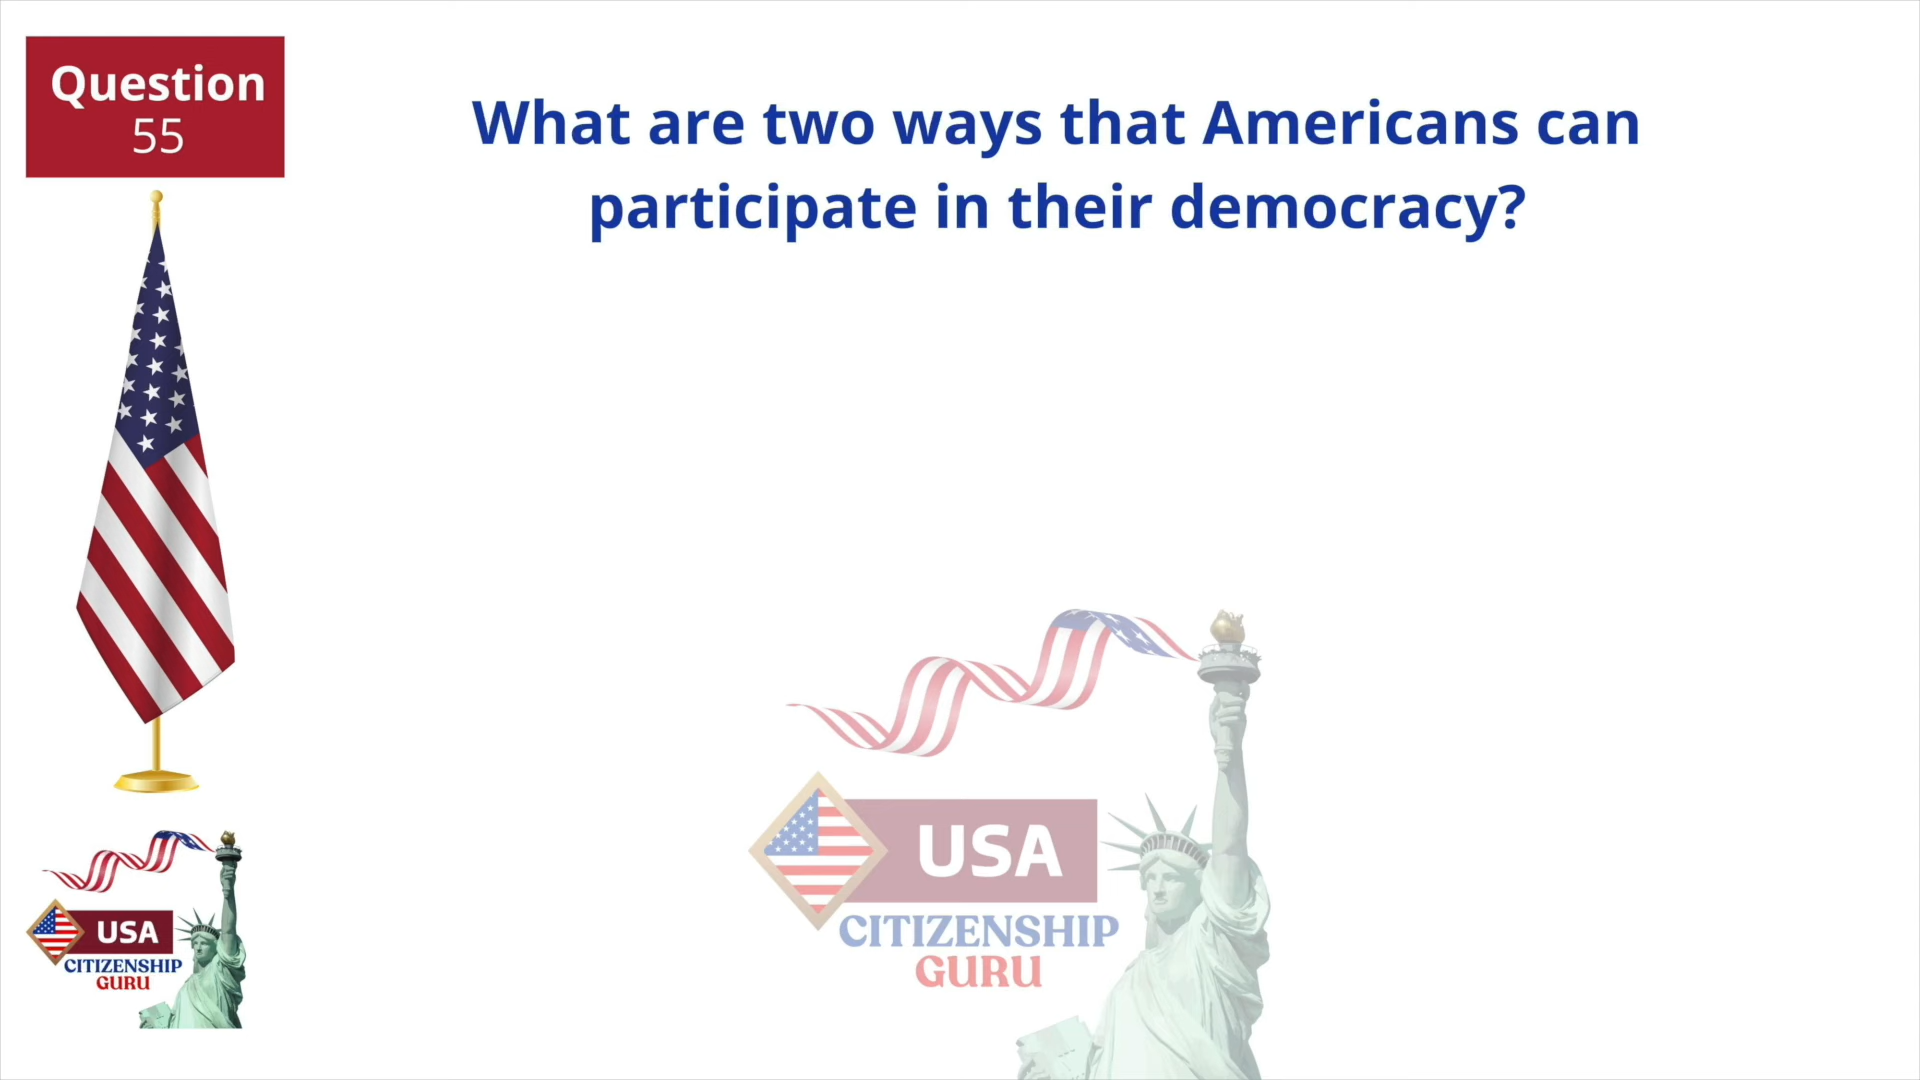 Question
55
What are two ways that Americans can
participate in their democracy?
USA
CITIZENSHIP
GURU
USA
CITIZENSHIP
GURU